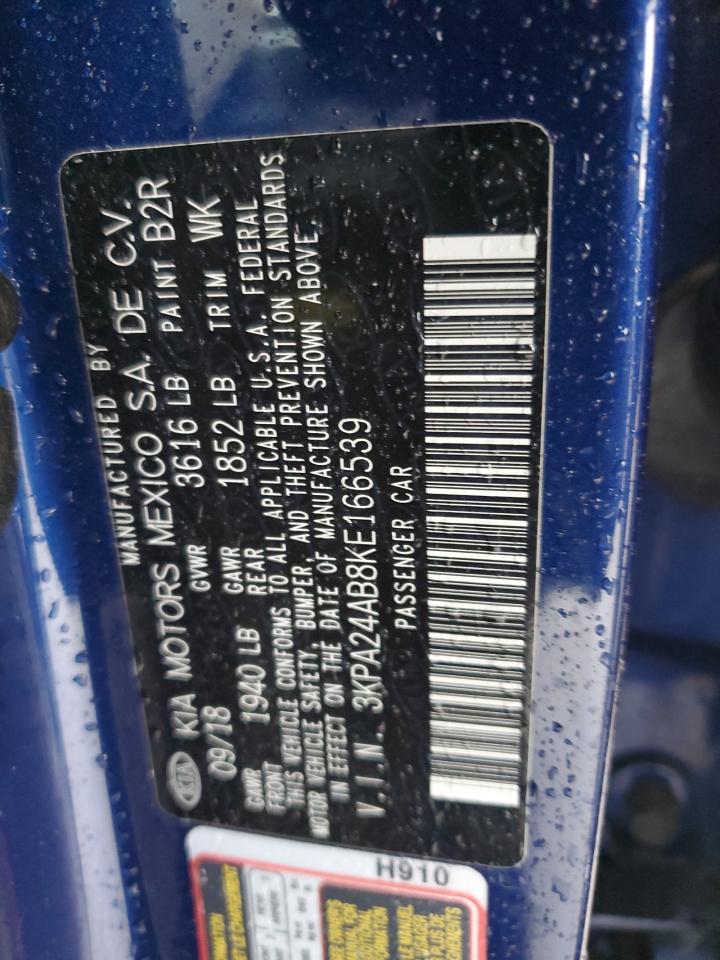 MANUFACTURED BY
KIA KIA MOTORS MEXICO S.A. DE C.V.
09/18 GVWR 3616 LB PAINT B2R
GAWR FRONT 1940 LB GAWR REAR 1852 LB TRIM WK
THIS VEHICLE CONFORMS TO ALL APPLICABLE U.S.A. FEDERAL
MOTOR VEHICLE SAFETY, BUMPER, AND THEFT PREVENTION STANDARDS
IN EFFECT ON THE DATE OF MANUFACTURE SHOWN ABOVE.
V.I.N. 3KPA24AB8KE166539
PASSENGER CAR
H910